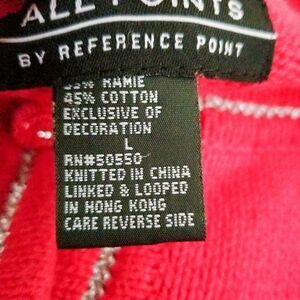 ALL POINTS
BY REFERENCE POINT
55% RAMIE
45% COTTON
EXCLUSIVE OF
DECORATION
L
RN#50550
KNITTED IN CHINA
LINKED & LOOPED
IN HONG KONG
CARE REVERSE SIDE